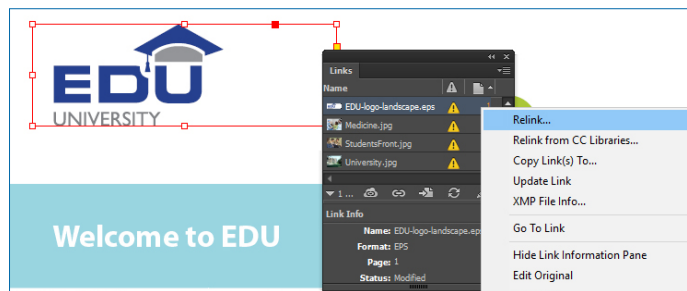 EDU
UNIVERSITY
Welcome to EDU
Links
Name
EDU-logo-landscape.eps 1
Medicine.jpg
StudentsFront.jpg
University.jpg
1...
Link Info
Name: EDU-logo-landscape.eps
Format: EPS
Page: 1
Status: Modified
Relink...
Relink from CC Libraries...
Copy Link(s) To...
Update Link
XMP File Info...
Go To Link
Hide Link Information Pane
Edit Original